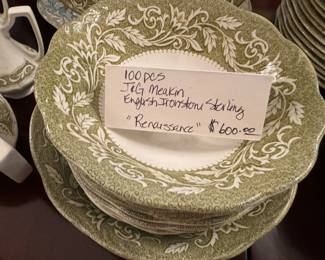 100 pcs
J&G Meakin
English Ironstone Sterling
"Renaissance" $600.00